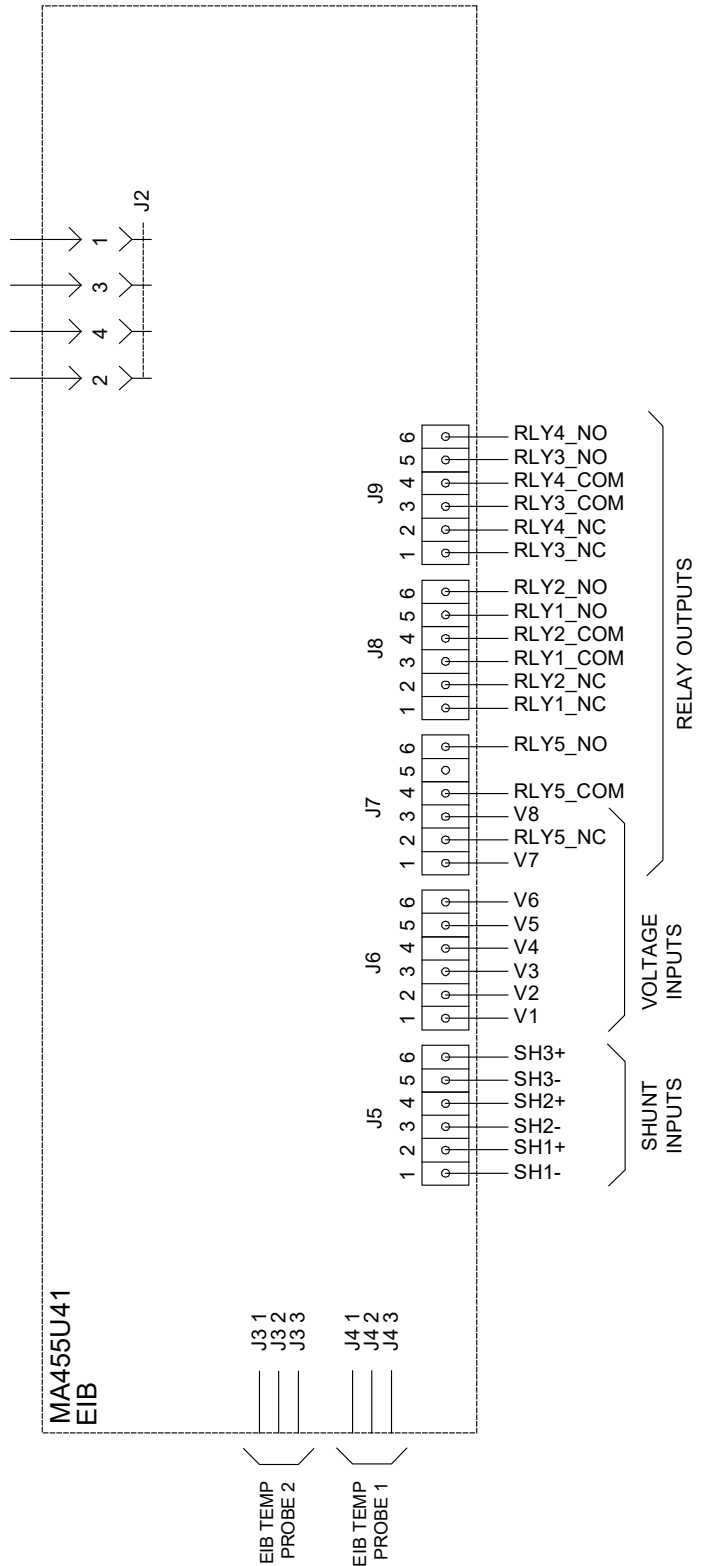 MA455U41
EIB
J2
1
3
4
2
J9
6 RLY4_NO
5 RLY3_NO
4 RLY4_COM
3 RLY3_COM
2 RLY4_NC
1 RLY3_NC
J8
6 RLY2_NO
5 RLY1_NO
4 RLY2_COM
3 RLY1_COM
2 RLY2_NC
1 RLY1_NC
J7
6 RLY5_NO
5
4 RLY5_COM
3 V8
2 RLY5_NC
1 V7
RELAY OUTPUTS
J6
6 V6
5 V5
4 V4
3 V3
2 V2
1 V1
VOLTAGE
INPUTS
J5
6 SH3+
5 SH3-
4 SH2+
3 SH2-
2 SH1+
1 SH1-
SHUNT
INPUTS
J3 1
J3 2
J3 3
EIB TEMP
PROBE 2
J4 1
J4 2
J4 3
EIB TEMP
PROBE 1